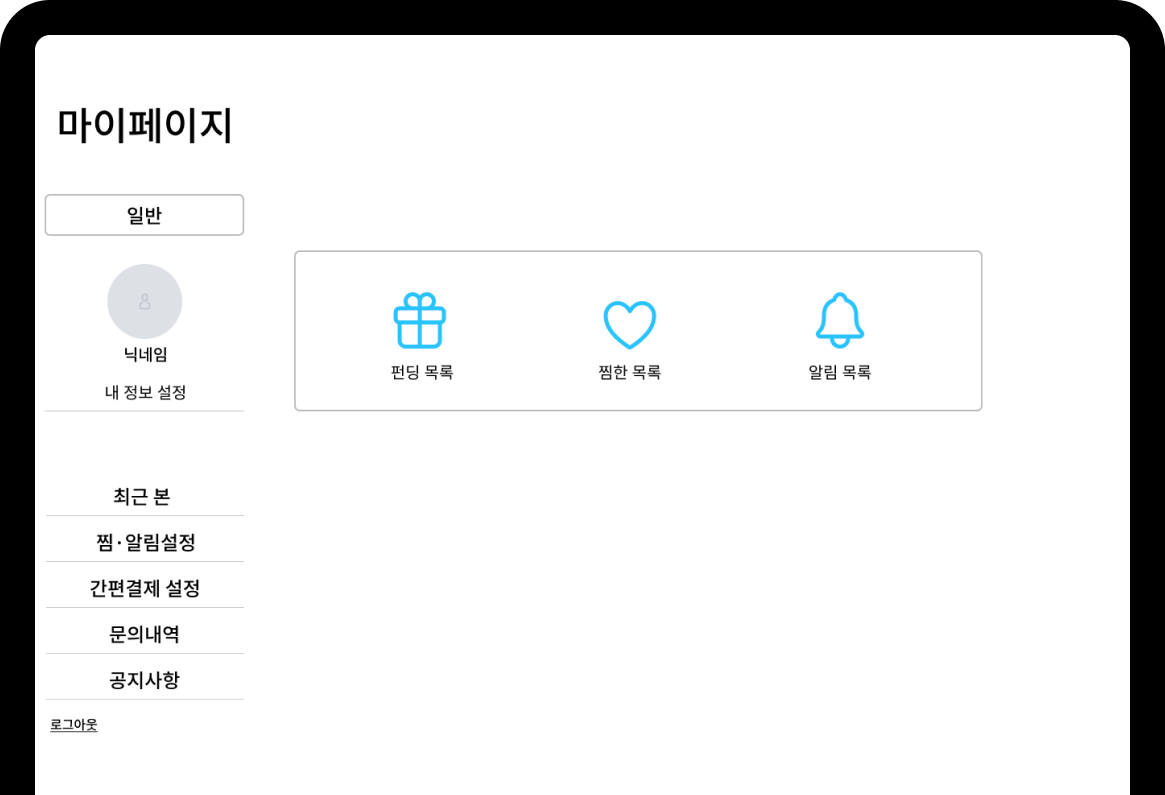 마이페이지
일반
닉네임
내 정보 설정
펀딩 목록
찜한 목록
알림 목록
최근 본
찜·알림설정
간편결제 설정
문의내역
공지사항
로그아웃